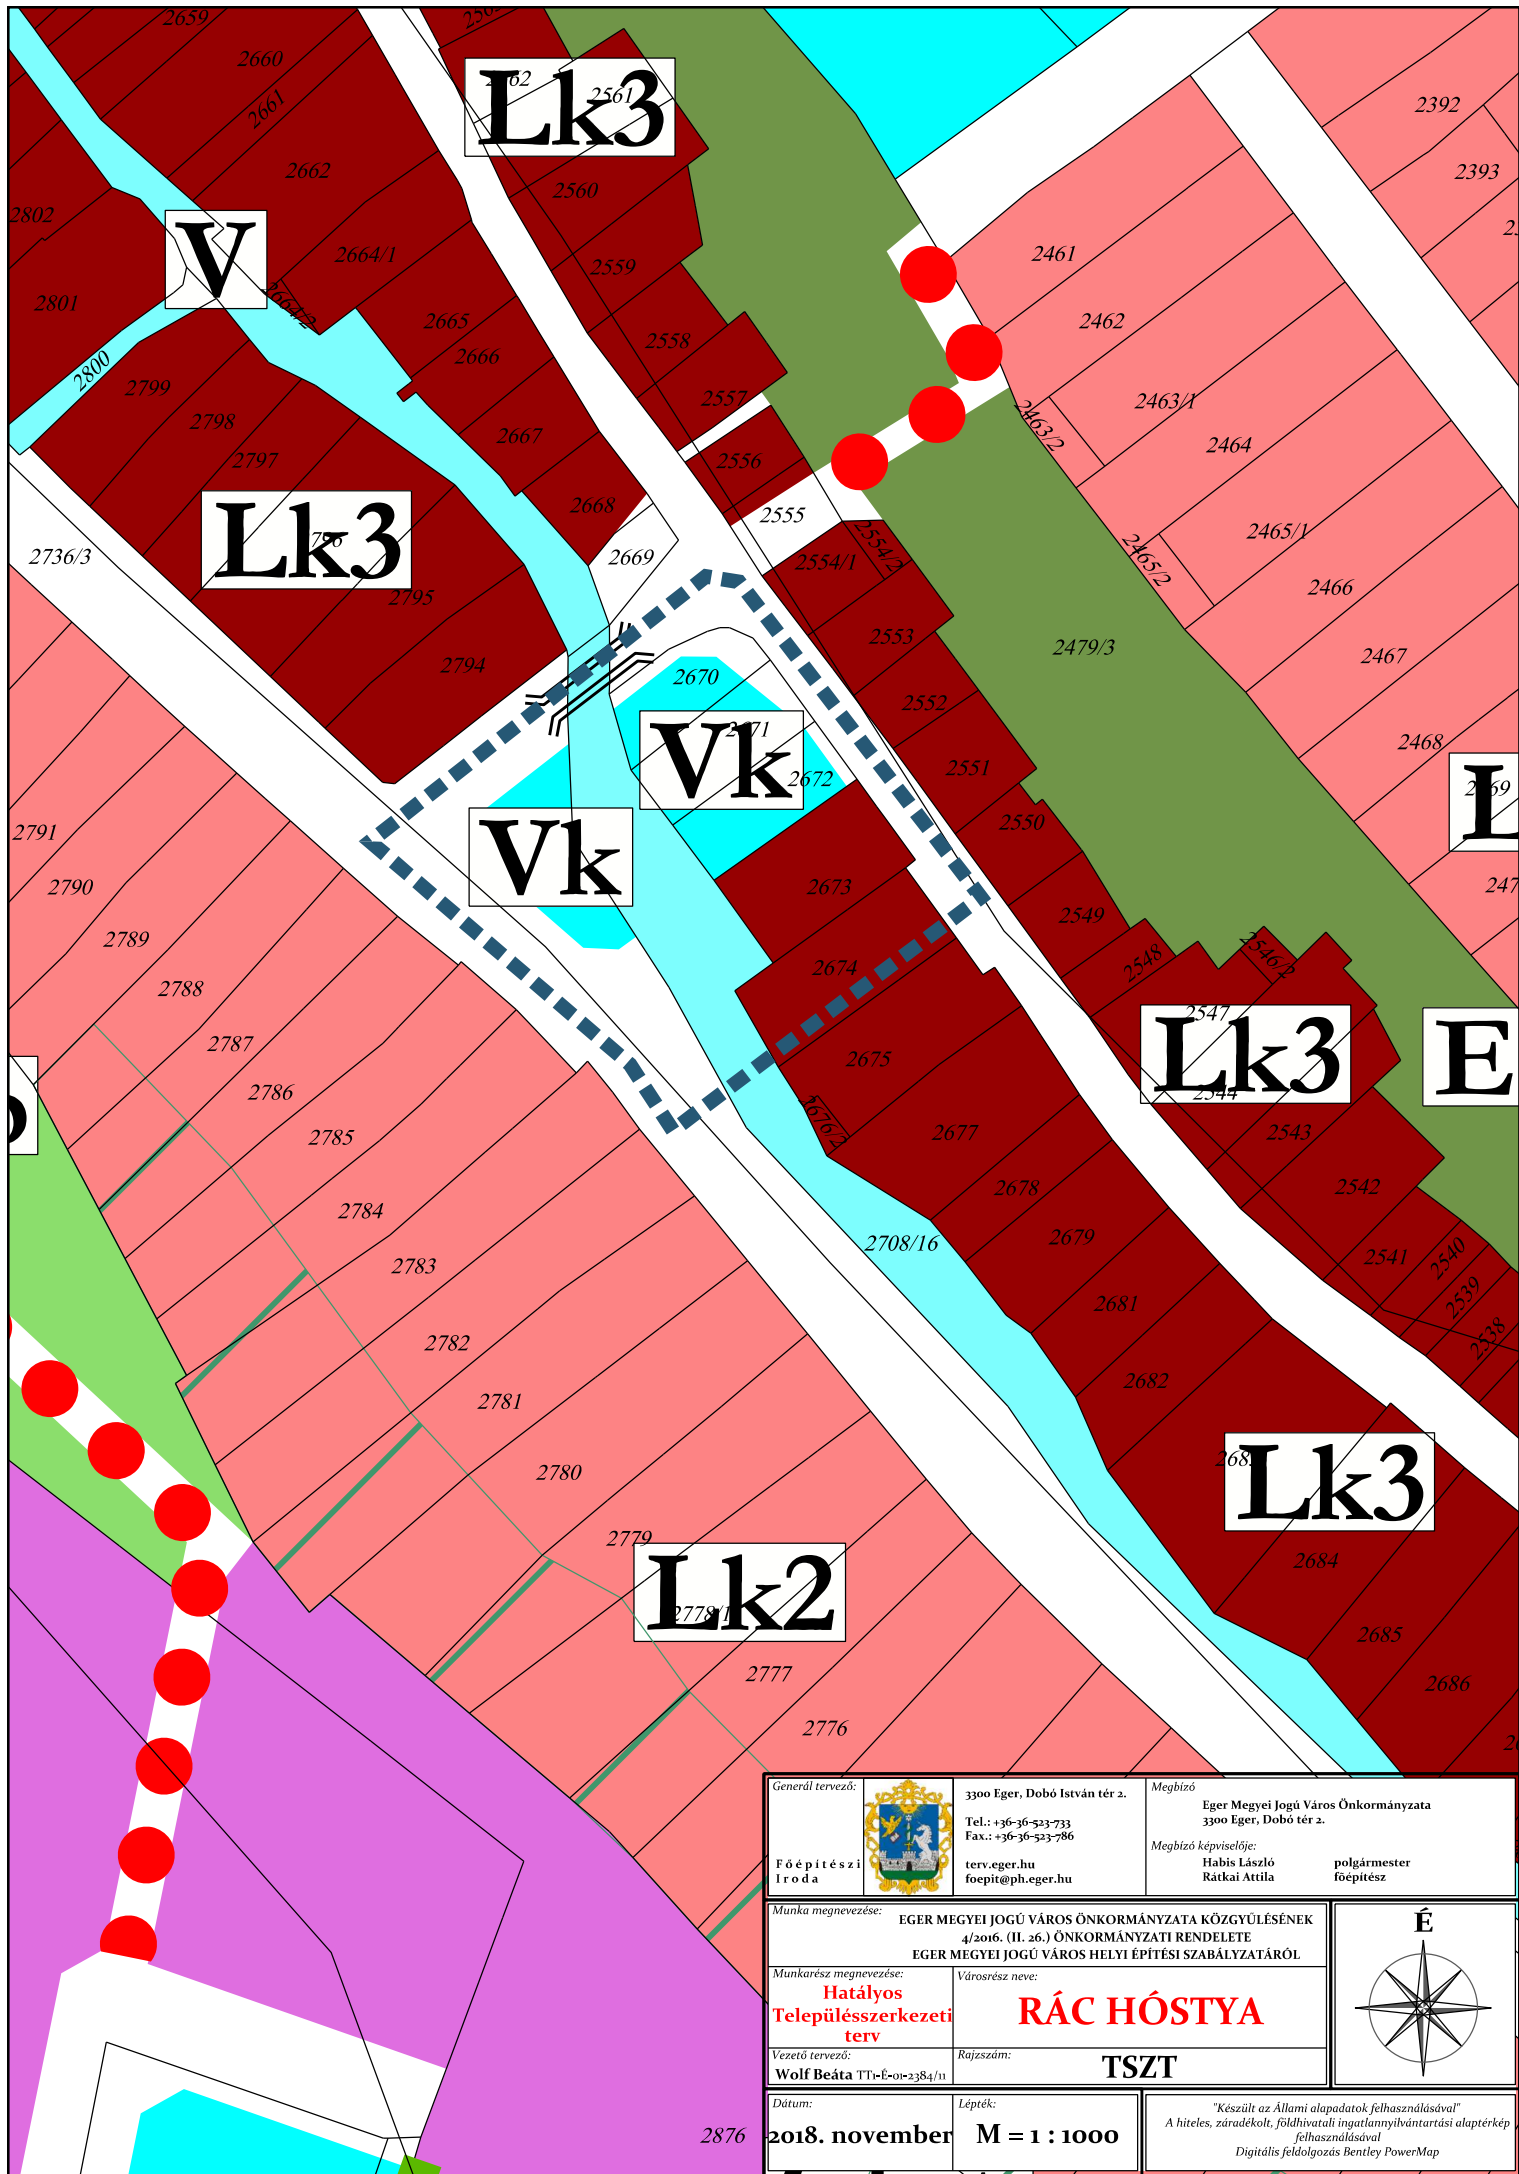 2659
2660
2661
2662
2664/1
2664/2
2665
2666
2667
2668
2669
2802
2801
2800
2799
2798
2797
2795
2794
2736/3
V
Lk3
Lk3
2561
2560
2559
2558
2557
2556
2555
2554/1
2554/2
2553
2552
2551
2550
2549
2548
2547
2546/2
2544
2543
2542
2541
2540
2539
2538
2392
2393
2461
2462
2463/1
2463/2
2464
2465/1
2465/2
2466
2467
2468
2479/3
L
E
Lk3
2670
2671
2672
Vk
Vk
2673
2674
2675
2676/2
2677
2678
2679
2681
2682
2684
2685
2686
Lk3
2708/16
2791
2790
2789
2788
2787
2786
2785
2784
2783
2782
2781
2780
2779
2778/1
Lk2
2777
2776
2876
Generál tervező:
Főépítészi
Iroda
3300 Eger, Dobó István tér 2.
Tel.: +36-36-523-733
Fax.: +36-36-523-786
terv.eger.hu
foepit@ph.eger.hu
Megbízó
Eger Megyei Jogú Város Önkormányzata
3300 Eger, Dobó tér 2.
Megbízó képviselője:
Habis László polgármester
Rátkai Attila főépítész
Munka megnevezése:
EGER MEGYEI JOGÚ VÁROS ÖNKORMÁNYZATA KÖZGYŰLÉSÉNEK
4/2016. (II. 26.) ÖNKORMÁNYZATI RENDELETE
EGER MEGYEI JOGÚ VÁROS HELYI ÉPÍTÉSI SZABÁLYZATÁRÓL
É
Munkarész megnevezése:
Hatályos
Településszerkezeti
terv
Városrész neve:
RÁC HÓSTYA
Vezető tervező:
Wolf Beáta TT1-É-01-2384/11
Rajzszám:
TSZT
Dátum:
2018. november
Lépték:
M = 1 : 1000
"Készült az Állami alapadatok felhasználásával"
A hiteles, záradékolt, földhivatali ingatlannyilvántartási alaptérkép
felhasználásával
Digitális feldolgozás Bentley PowerMap